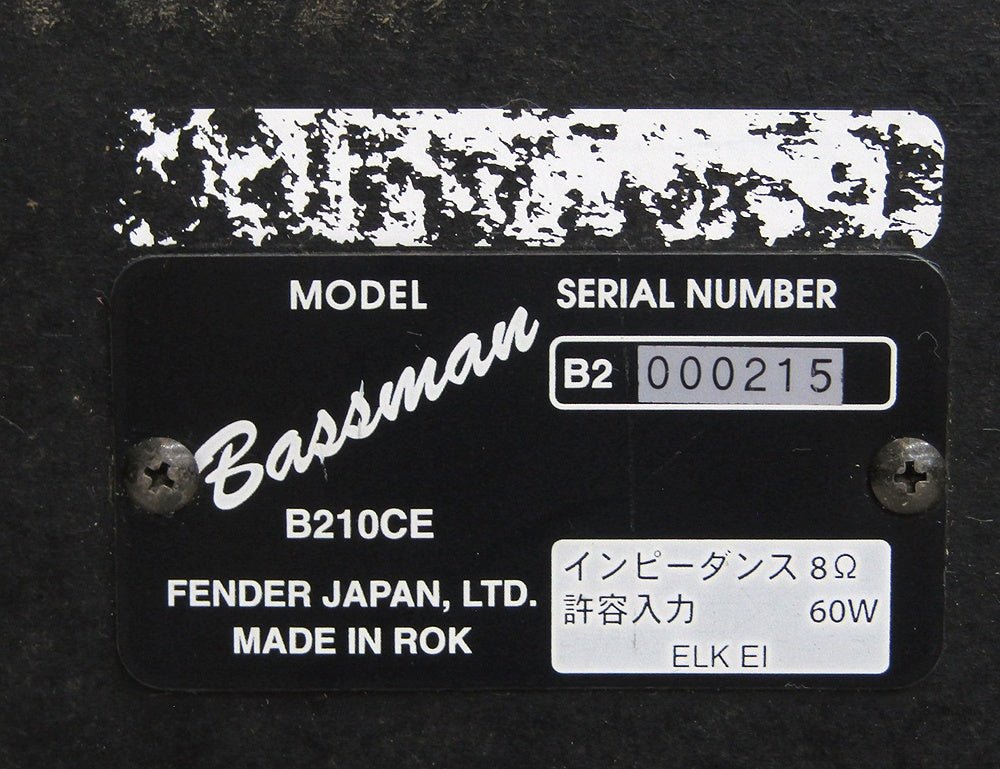 MODEL
Bassman
B210CE
FENDER JAPAN, LTD.
MADE IN ROK
SERIAL NUMBER
B2 000215
インピーダンス 8Ω
許容入力 60W
ELK EI